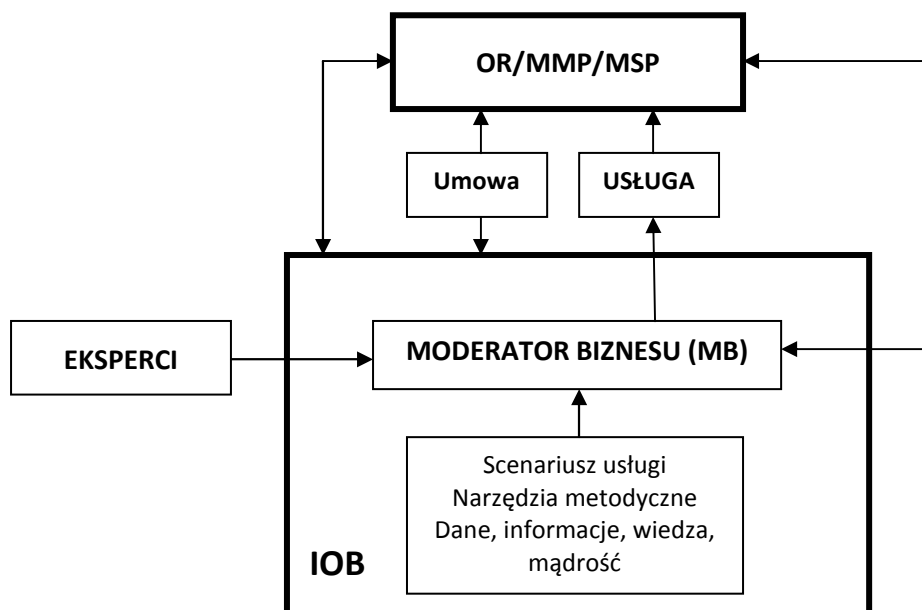 OR/MMP/MSP
Umowa
USŁUGA
EKSPERCI
MODERATOR BIZNESU (MB)
Scenariusz usługi
Narzędzia metodyczne
Dane, informacje, wiedza,
mądrość
IOB